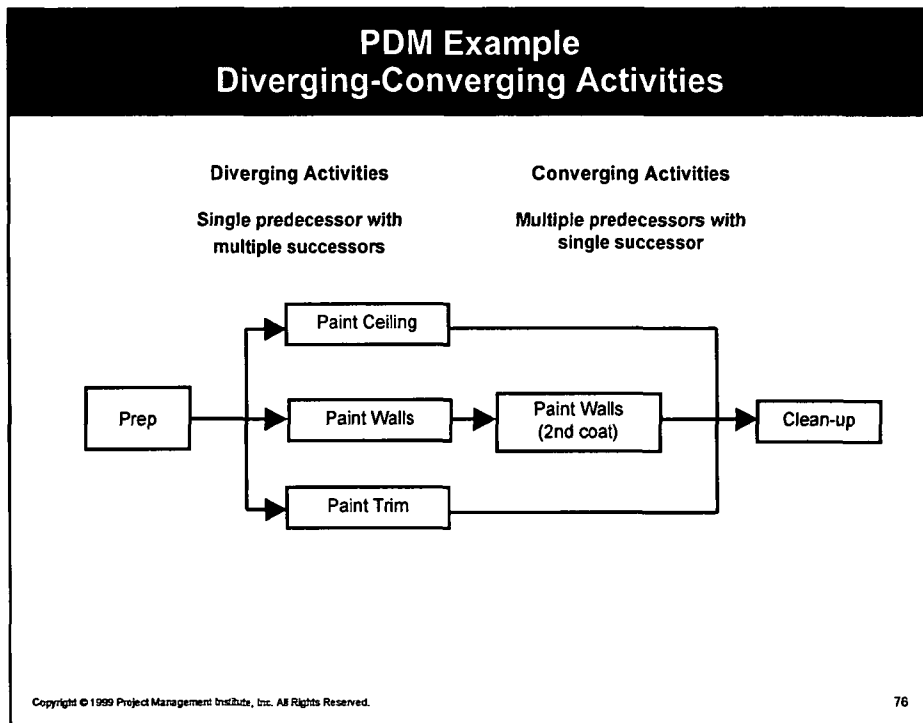 PDM Example
Diverging-Converging Activities
Diverging Activities
Single predecessor with
multiple successors
Converging Activities
Multiple predecessors with
single successor
Paint Ceiling
Prep
Paint Walls
Paint Walls
(2nd coat)
Clean-up
Paint Trim
Copyright © 1999 Project Management Institute, Inc. All Rights Reserved.
76